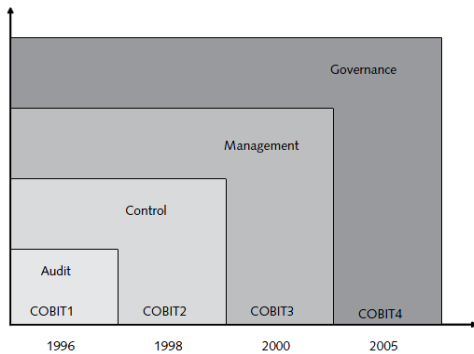 Governance
Management
Control
Audit
COBIT1 COBIT2 COBIT3 COBIT4
1996 1998 2000 2005